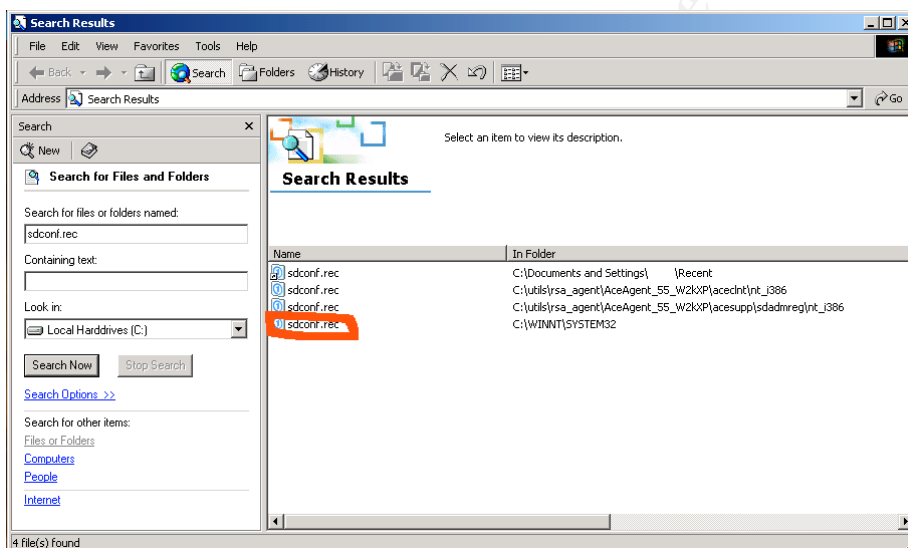 Search Results
File Edit View Favorites Tools Help
Back Search Folders History
Address Search Results Go
Search
New
Search for Files and Folders
Search for files or folders named:
sdconf.rec
Containing text:
Look in:
Local Harddrives (C:)
Search Now Stop Search
Search Options >>
Search for other items:
Files or Folders
Computers
People
Internet
Select an item to view its description.
Search Results
Name In Folder
sdconf.rec C:\Documents and Settings\ \Recent
sdconf.rec C:\utils\rsa_agent\AceAgent_55_W2kXP\aceclnt\nt_i386
sdconf.rec C:\utils\rsa_agent\AceAgent_55_W2kXP\acesupp\sdadmreg\nt_i386
sdconf.rec C:\WINNT\SYSTEM32
4 file(s) found